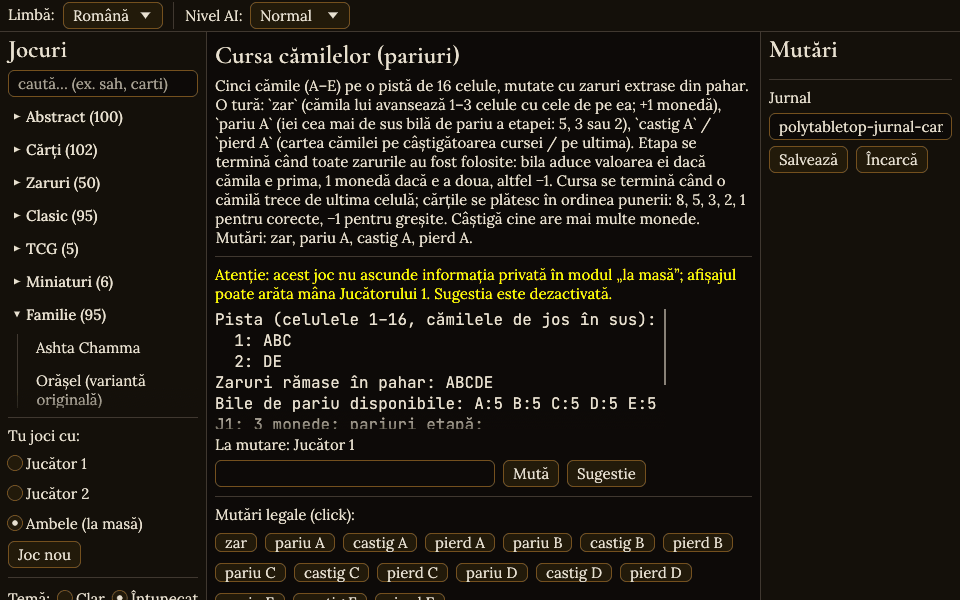 Limbă: Română Nivel AI: Normal
Jocuri
caută... (ex. sah, carti)
Abstract (100)
Cărți (102)
Zaruri (50)
Clasic (95)
TCG (5)
Miniaturi (6)
Familie (95)
Ashta Chamma
Orășel (variantă
originală)
Tu joci cu:
Jucător 1
Jucător 2
Ambele (la masă)
Joc nou
Temă: Clar Întunecat
Cursa cămilelor (pariuri)
Cinci cămile (A–E) pe o pistă de 16 celule, mutate cu zaruri extrase din pahar.
O tură: `zar` (cămila lui avansează 1–3 celule cu cele de pe ea; +1 monedă),
`pariu A` (iei cea mai de sus bilă de pariu a etapei: 5, 3 sau 2), `castig A` /
`pierd A` (cartea cămilei pe câștigătoarea cursei / pe ultima). Etapa se
termină când toate zarurile au fost folosite: bila aduce valoarea ei dacă
cămila e prima, 1 monedă dacă e a doua, altfel −1. Cursa se termină când o
cămilă trece de ultima celulă; cărțile se plătesc în ordinea punerii: 8, 5, 3, 2, 1
pentru corecte, −1 pentru greșite. Câștigă cine are mai multe monede.
Mutări: zar, pariu A, castig A, pierd A.
Atenție: acest joc nu ascunde informația privată în modul „la masă”; afișajul
poate arăta mâna Jucătorului 1. Sugestia este dezactivată.
Pista (celulele 1–16, cămilele de jos în sus):
1: ABC
2: DE
Zaruri rămase în pahar: ABCDE
Bile de pariu disponibile: A:5 B:5 C:5 D:5 E:5
J1: 3 monede; pariuri etapă:
La mutare: Jucător 1
Mută Sugestie
Mutări legale (click):
zar pariu A castig A pierd A pariu B castig B pierd B
pariu C castig C pierd C pariu D castig D pierd D
Mutări
Jurnal
polytabletop-jurnal-car
Salvează Încarcă